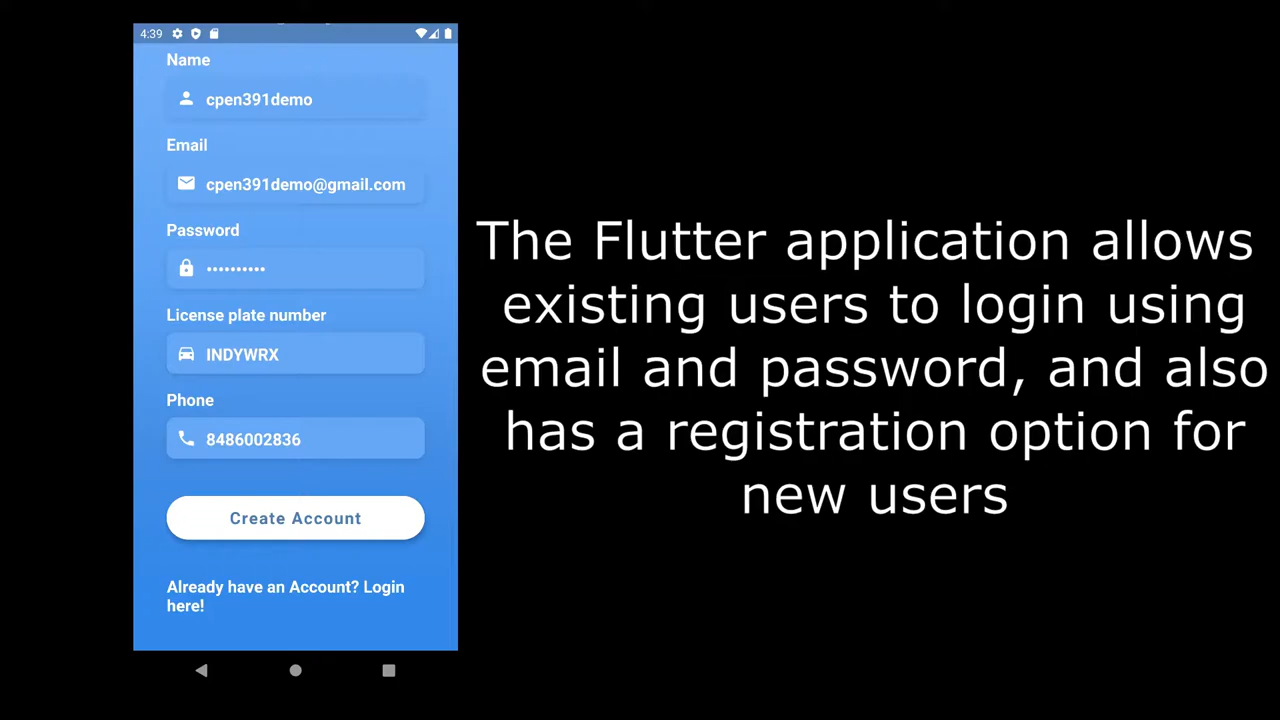 4:39
Name
cpen391demo
Email
cpen391demo@gmail.com
Password
••••••••••
License plate number
INDYWRX
Phone
8486002836
Create Account
Already have an Account? Login
here!
The Flutter application allows
existing users to login using
email and password, and also
has a registration option for
new users